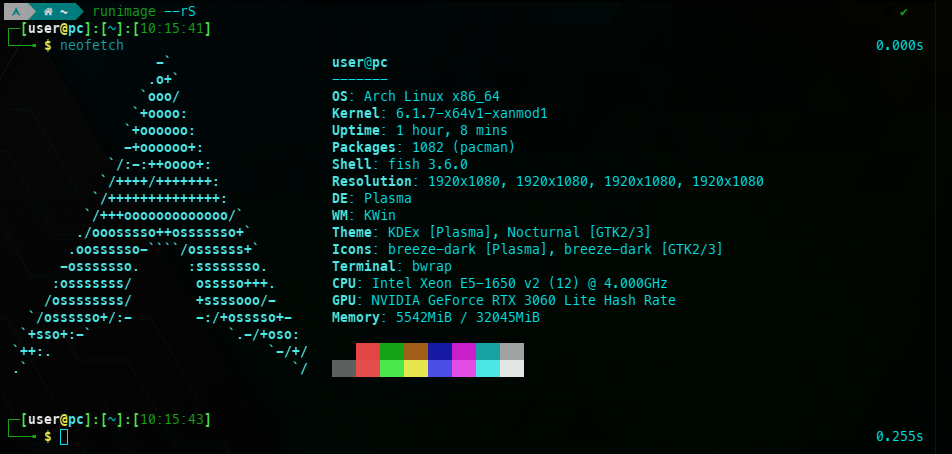 ~ runimage --rS ✔
┌─[user@pc]:[~]:[10:15:41]
└──╼ $ neofetch 0.000s
-` user@pc
.o+` -------
`ooo/ OS: Arch Linux x86_64
`+oooo: Kernel: 6.1.7-x64v1-xanmod1
`+oooooo: Uptime: 1 hour, 8 mins
-+oooooo+: Packages: 1082 (pacman)
`/:-:++oooo+: Shell: fish 3.6.0
`/++++/+++++++: Resolution: 1920x1080, 1920x1080, 1920x1080, 1920x1080
`/++++++++++++++: DE: Plasma
`/+++ooooooooooooo/` WM: KWin
./ooosssso++osssssso+` Theme: KDEx [Plasma], Nocturnal [GTK2/3]
.oossssso-````/ossssss+` Icons: breeze-dark [Plasma], breeze-dark [GTK2/3]
-osssssso. :ssssssso. Terminal: bwrap
:osssssss/ osssso+++. CPU: Intel Xeon E5-1650 v2 (12) @ 4.000GHz
/ossssssss/ +ssssooo/- GPU: NVIDIA GeForce RTX 3060 Lite Hash Rate
`/ossssso+/:- -:/+osssso+- Memory: 5542MiB / 32045MiB
`+sso+:-` `.-/+oso:
`++:. `-/+/
.` `/
┌─[user@pc]:[~]:[10:15:43]
└──╼ $ 0.255s